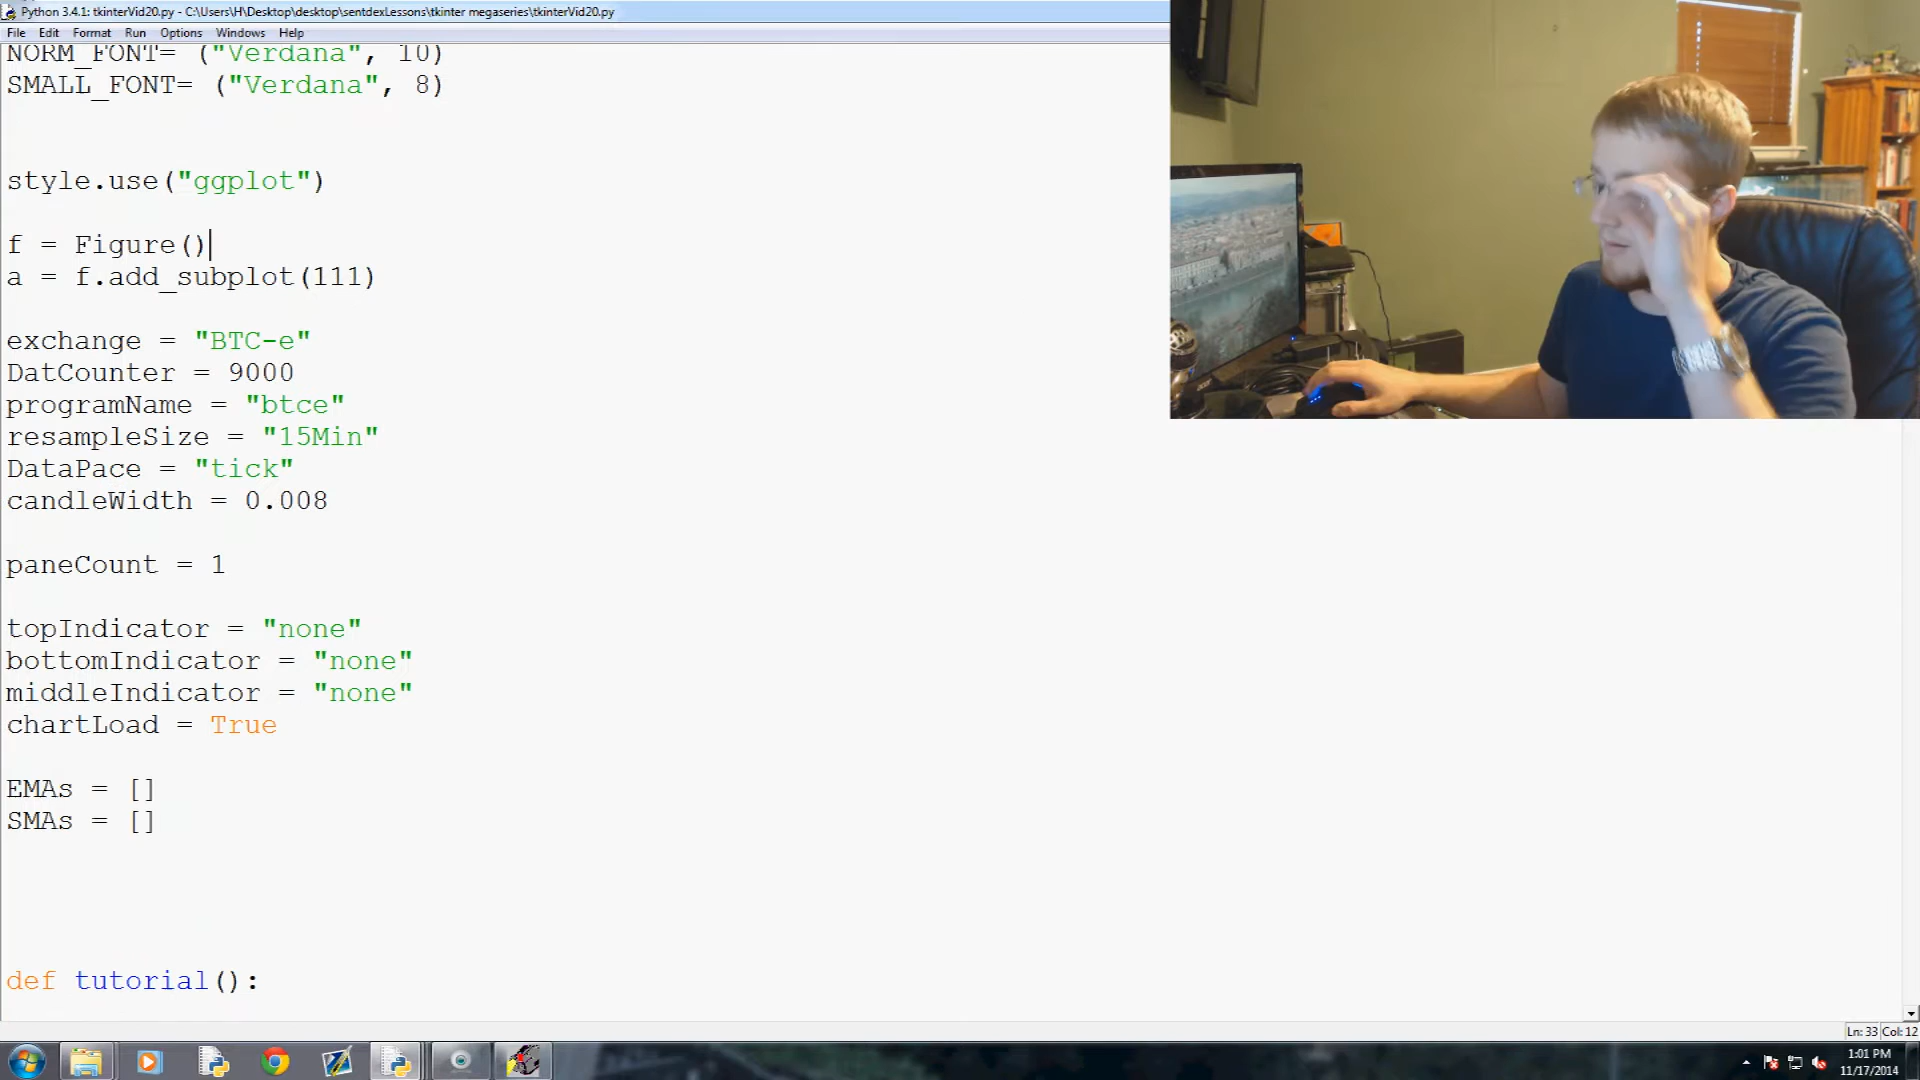 Python 3.4.1: tkinterVid20.py - C:\Users\H\Desktop\desktop\sentdexLessons\tkinter megaseries\tkinterVid20.py
File Edit Format Run Options Windows Help
NORM_FONT= ("Verdana", 10)
SMALL_FONT= ("Verdana", 8)
style.use("ggplot")
f = Figure()
a = f.add_subplot(111)
exchange = "BTC-e"
DatCounter = 9000
programName = "btce"
resampleSize = "15Min"
DataPace = "tick"
candleWidth = 0.008
paneCount = 1
topIndicator = "none"
bottomIndicator = "none"
middleIndicator = "none"
chartLoad = True
EMAs = []
SMAs = []
def tutorial():
Ln: 33 Col: 12
1:01 PM
11/17/2014